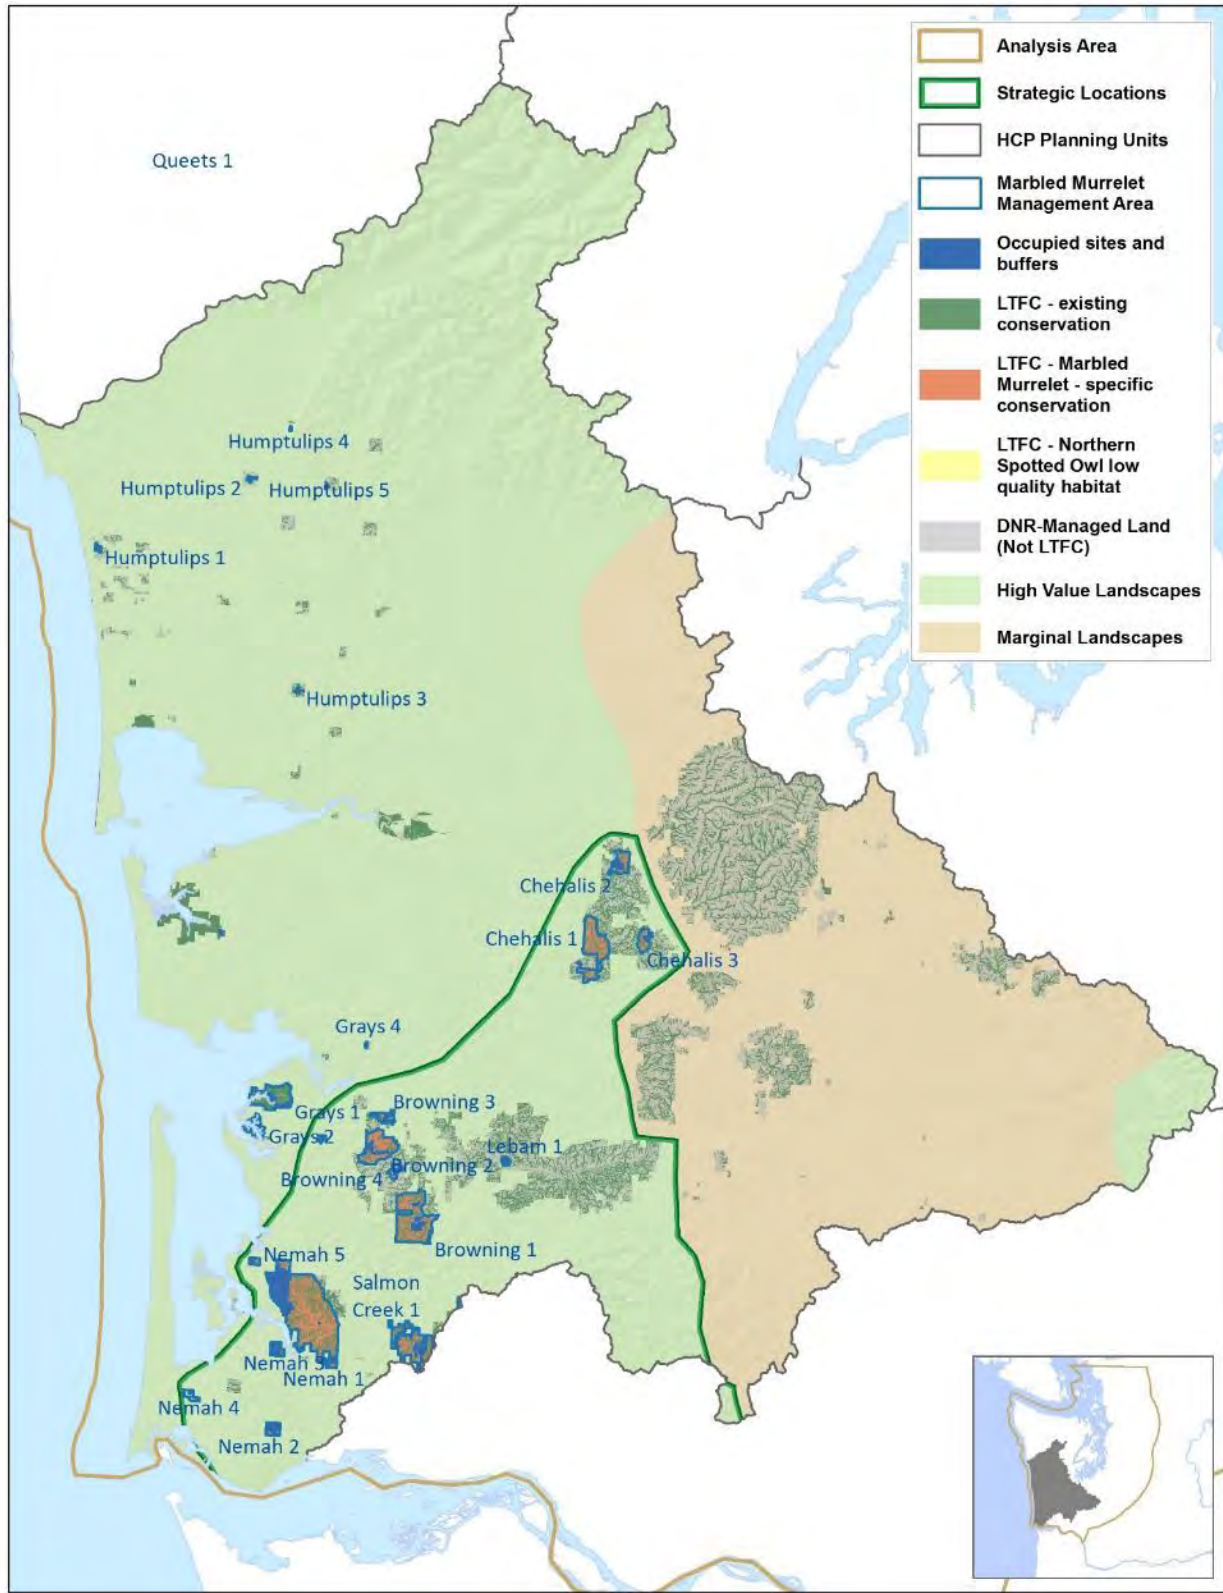 Analysis Area
Strategic Locations
HCP Planning Units
Marbled Murrelet
Management Area
Occupied sites and
buffers
LTFC - existing
conservation
LTFC - Marbled
Murrelet - specific
conservation
LTFC - Northern
Spotted Owl low
quality habitat
DNR-Managed Land
(Not LTFC)
High Value Landscapes
Marginal Landscapes
Queets 1
Humptulips 4
Humptulips 2
Humptulips 5
Humptulips 1
Humptulips 3
Chehalis 2
Chehalis 1
Chehalis 3
Grays 4
Grays 1
Browning 3
Grays 2
Lebam 1
Browning 2
Browning 4
Browning 1
Nemah 5
Salmon
Creek 1
Nemah 3
Nemah 1
Nemah 4
Nemah 2